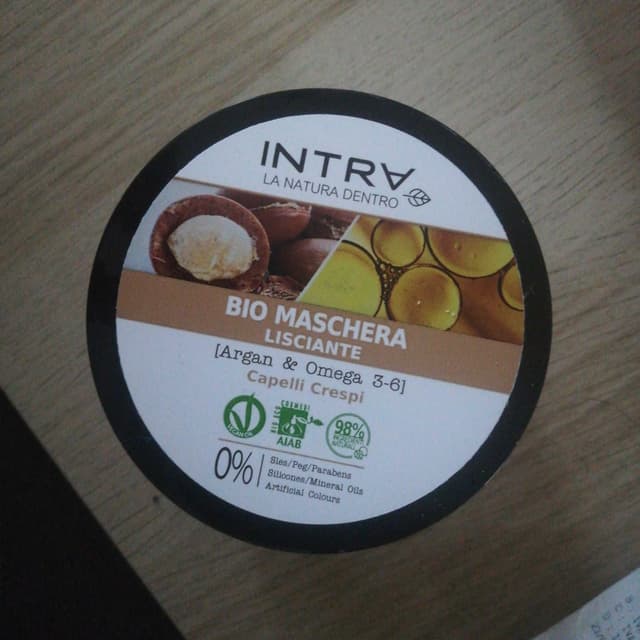 INTRA
LA NATURA DENTRO
BIO MASCHERA
LISCIANTE
[Argan & Omega 3-6]
Capelli Crespi
AIAB
98%
0%
Sles/Peg/Parabens
Silicones/Mineral Oils
Artificial Colours